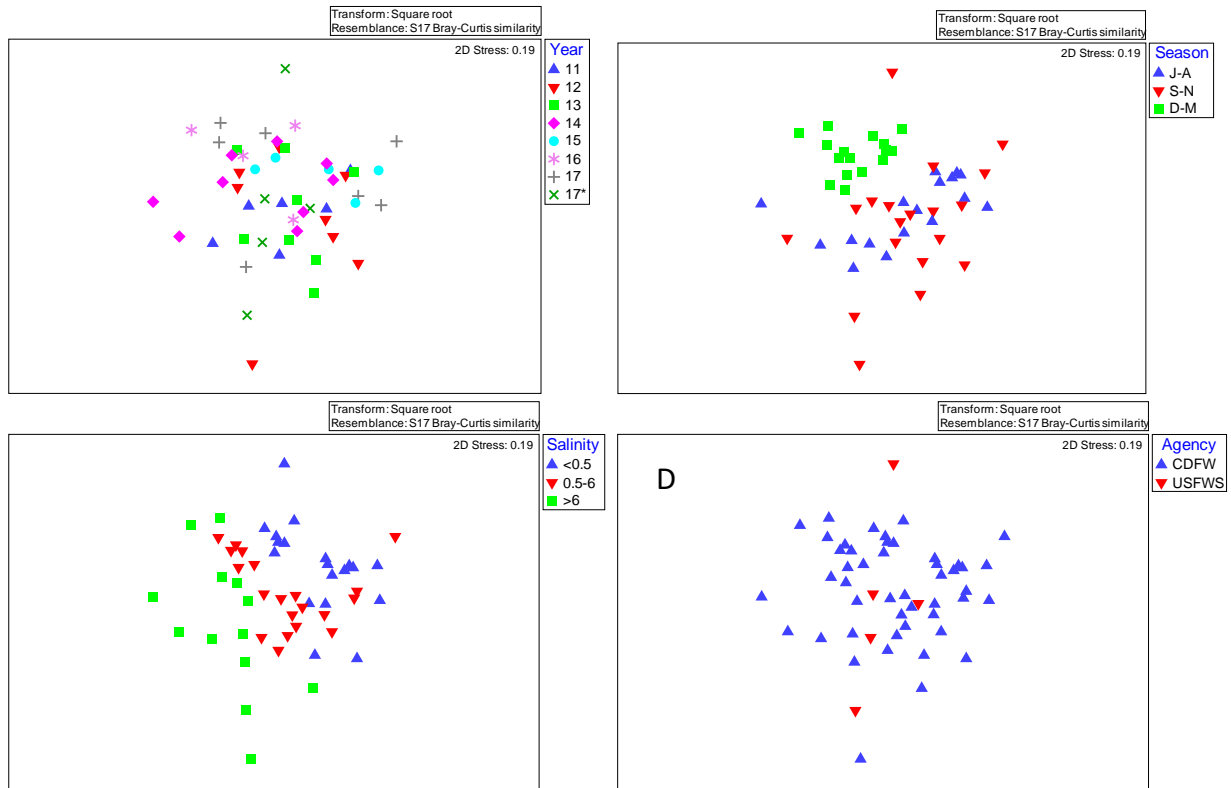 Transform: Square root
Resemblance: S17 Bray-Curtis similarity
2D Stress: 0.19
Year
11
12
13
14
15
16
17
17*
Transform: Square root
Resemblance: S17 Bray-Curtis similarity
2D Stress: 0.19
Season
J-A
S-N
D-M
Transform: Square root
Resemblance: S17 Bray-Curtis similarity
2D Stress: 0.19
Salinity
<0.5
0.5-6
>6
Transform: Square root
Resemblance: S17 Bray-Curtis similarity
2D Stress: 0.19
D
Agency
CDFW
USFWS